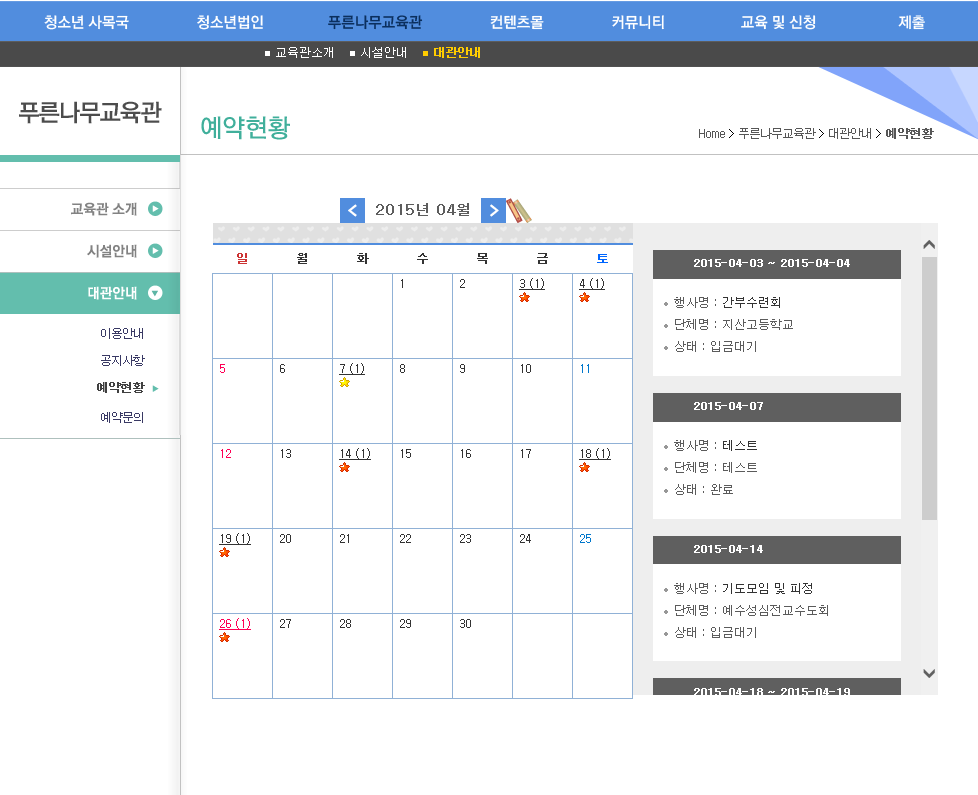 청소년 사목국 청소년법인 푸른나무교육관 컨텐츠몰 커뮤니티 교육 및 신청 제출
교육관소개 시설안내 대관안내
푸른나무교육관
예약현황
Home > 푸른나무교육관 > 대관안내 > 예약현황
교육관 소개
시설안내
대관안내
이용안내
공지사항
예약현황
예약문의
2015년 04월
일 월 화 수 목 금 토
1 2 3 (1) 4 (1)
5 6 7 (1) 8 9 10 11
12 13 14 (1) 15 16 17 18 (1)
19 (1) 20 21 22 23 24 25
26 (1) 27 28 29 30
2015-04-03 ~ 2015-04-04
행사명 : 간부수련회
단체명 : 지산고등학교
상태 : 입금대기
2015-04-07
행사명 : 테스트
단체명 : 테스트
상태 : 완료
2015-04-14
행사명 : 기도모임 및 피정
단체명 : 예수성심전교수도회
상태 : 입금대기
2015-04-18 ~ 2015-04-19